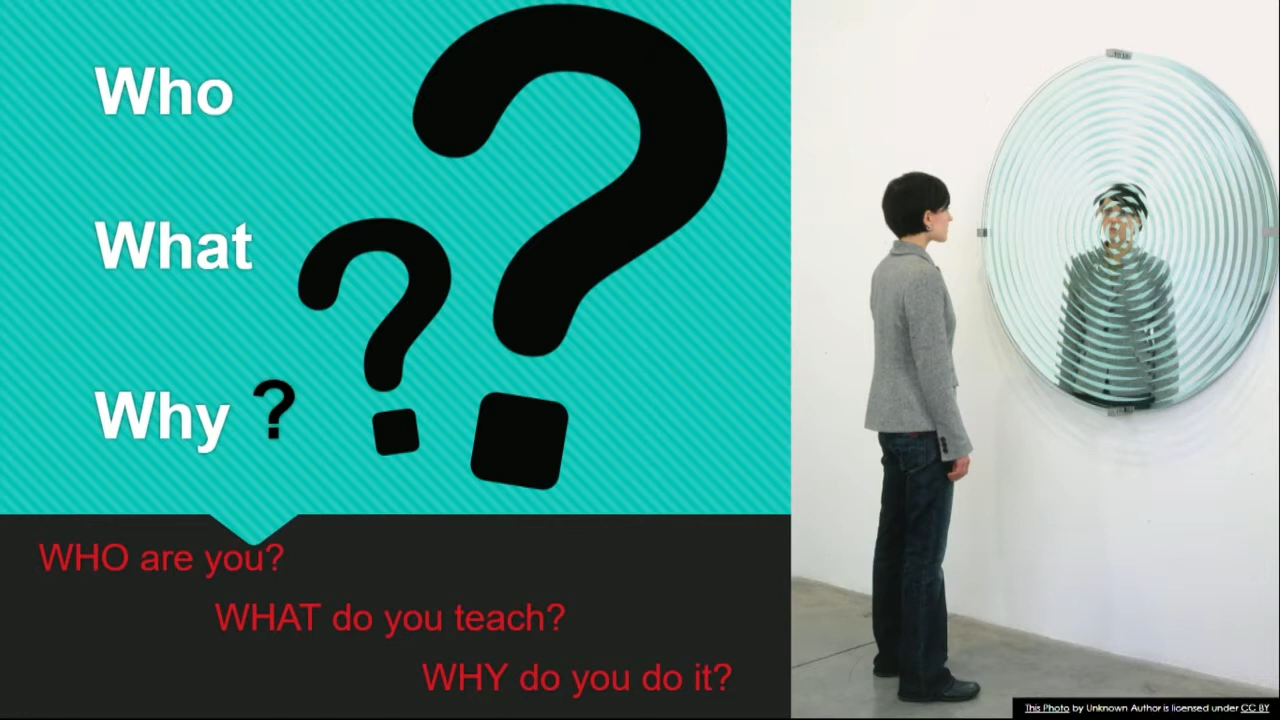 Who
What
Why ?
WHO are you?
WHAT do you teach?
WHY do you do it?
This Photo by Unknown Author is licensed under CC BY